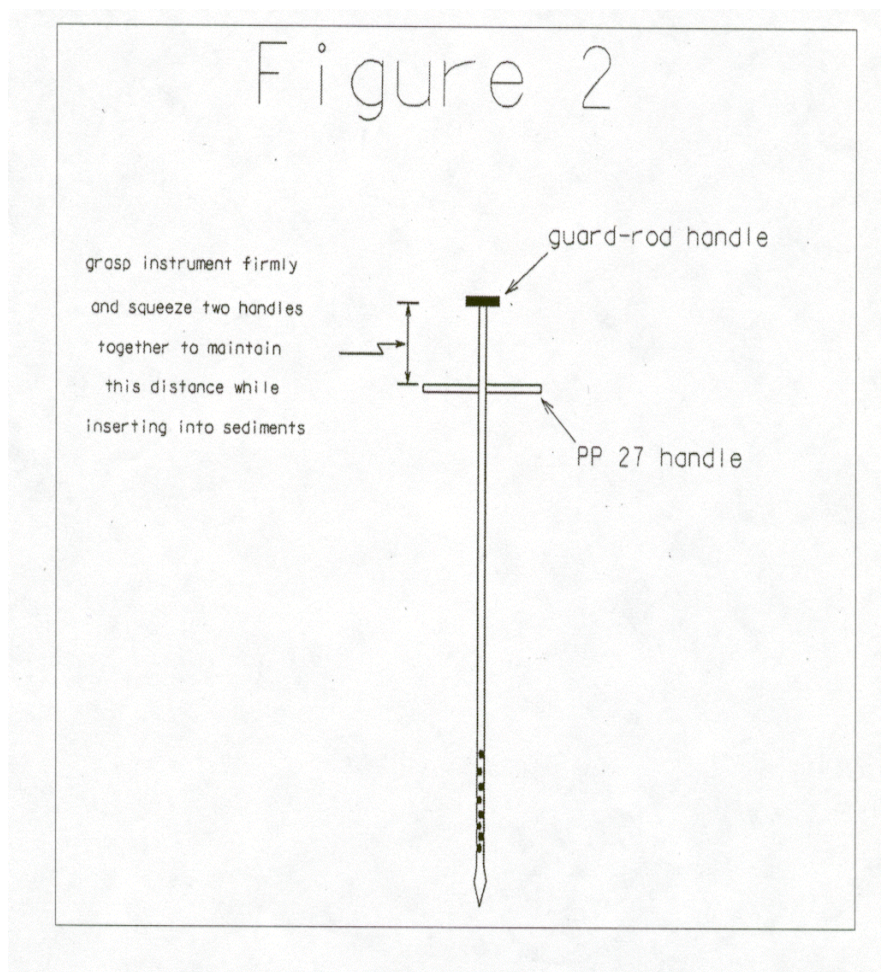 Figure 2
guard-rod handle
grasp instrument firmly
and squeeze two handles
together to maintain
this distance while
inserting into sediments
PP 27 handle